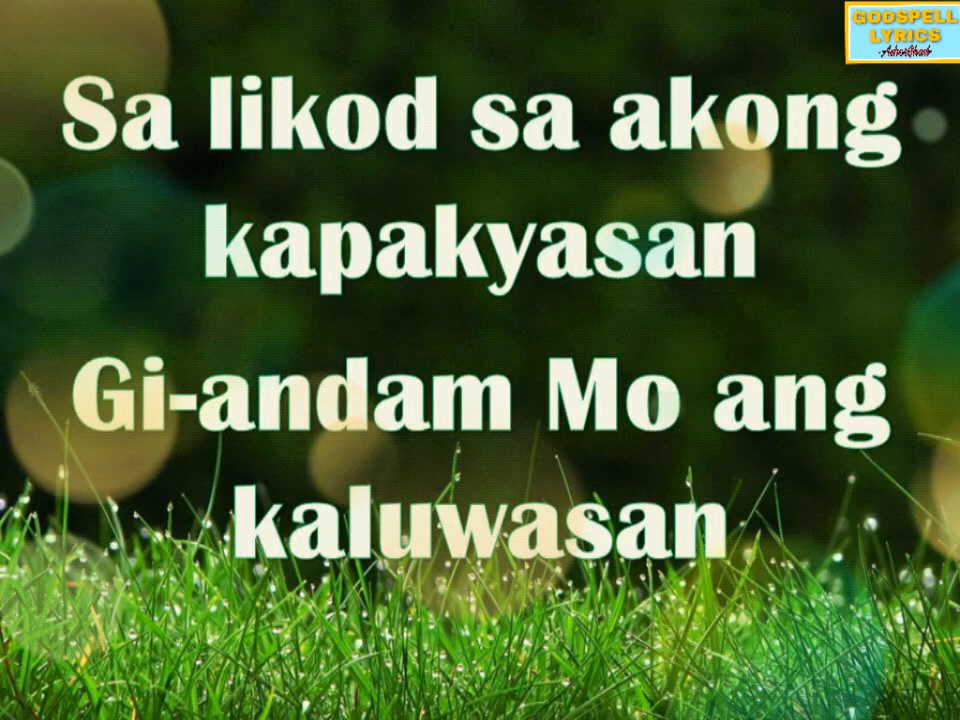 GODSPELL
LYRICS
Sa likod sa akong
kapakyasan
Gi-andam Mo ang
kaluwasan